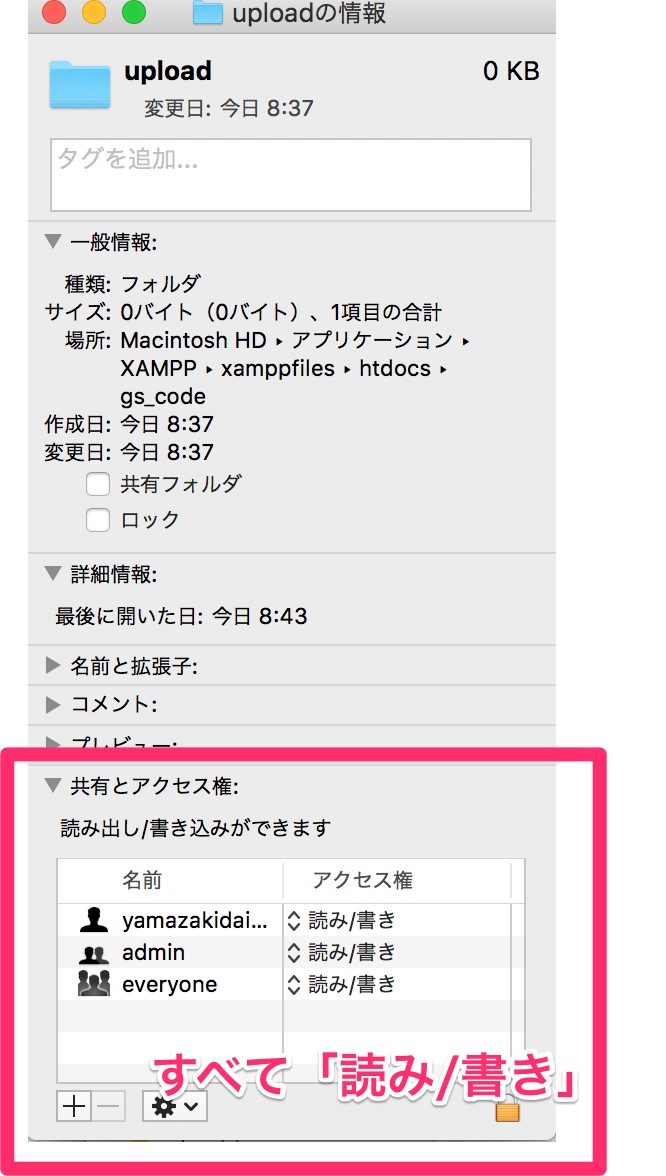 uploadの情報
upload 0 KB
変更日: 今日 8:37
タグを追加...
一般情報:
種類: フォルダ
サイズ: 0バイト（0バイト）、1項目の合計
場所: Macintosh HD ▸ アプリケーション ▸
XAMPP ▸ xamppfiles ▸ htdocs ▸
gs_code
作成日: 今日 8:37
変更日: 今日 8:37
共有フォルダ
ロック
詳細情報:
最後に開いた日: 今日 8:43
名前と拡張子:
コメント:
プレビュー:
共有とアクセス権:
読み出し/書き込みができます
名前 アクセス権
yamazakidai... 読み/書き
admin 読み/書き
everyone 読み/書き
すべて「読み/書き」